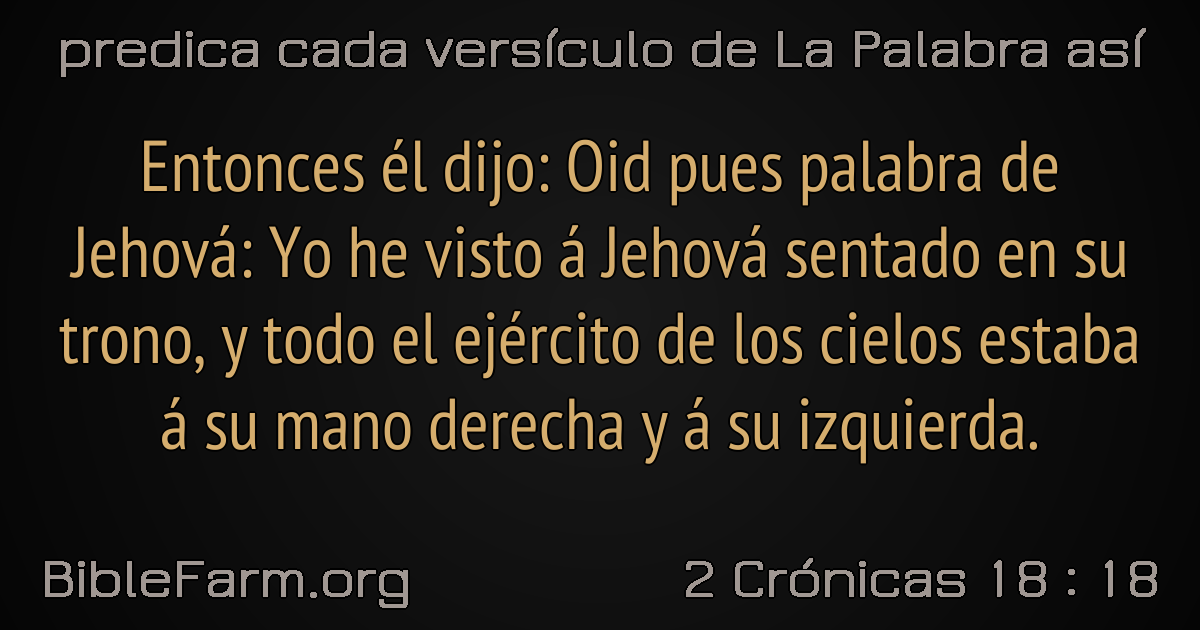 predica cada versículo de La Palabra así
Entonces él dijo: Oid pues palabra de
Jehová: Yo he visto á Jehová sentado en su
trono, y todo el ejército de los cielos estaba
á su mano derecha y á su izquierda.
BibleFarm.org
2 Crónicas 18 : 18